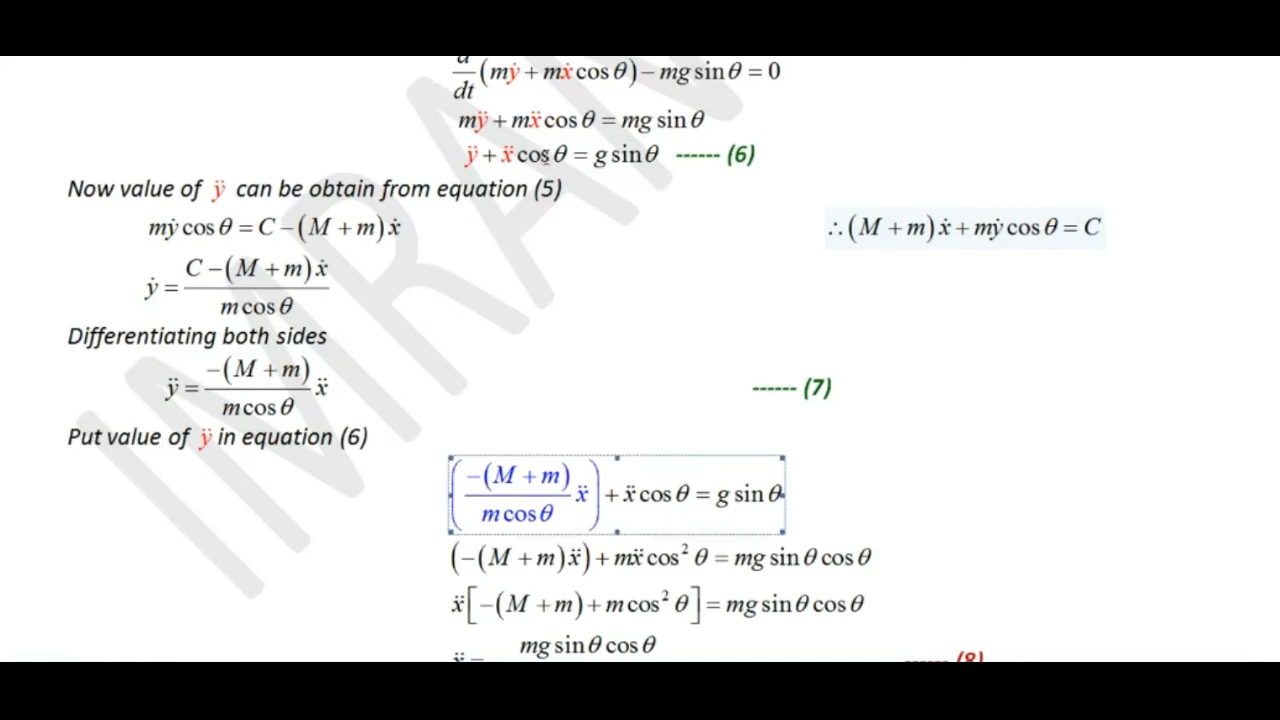 d/dt (mẏ + mẋ cos θ) − mg sin θ = 0
mÿ + mẍ cos θ = mg sin θ
ÿ + ẍ cos θ = g sin θ ------ (6)
Now value of ÿ can be obtain from equation (5)
mẏ cos θ = C − (M + m) ẋ
∴ (M + m) ẋ + mẏ cos θ = C
ẏ = (C − (M + m) ẋ) / (m cos θ)
Differentiating both sides
ÿ = (−(M + m) / (m cos θ)) ẍ ------ (7)
Put value of ÿ in equation (6)
(−(M + m) / (m cos θ) ẍ) + ẍ cos θ = g sin θ
(−(M + m) ẍ) + mẍ cos² θ = mg sin θ cos θ
ẍ [−(M + m) + m cos² θ] = mg sin θ cos θ
mg sin θ cos θ
------ (8)
IMRAN